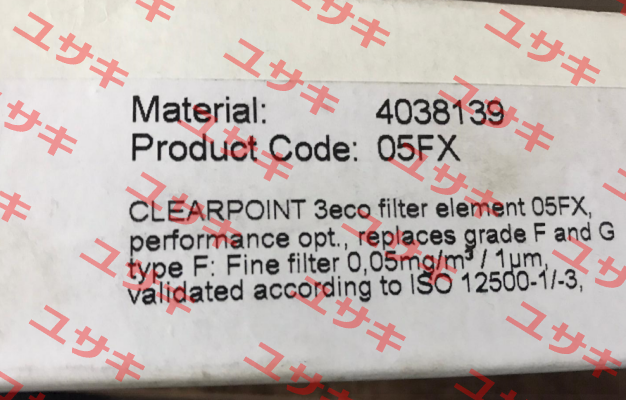 Material: 4038139
Product Code: 05FX
CLEARPOINT 3eco filter element 05FX,
performance opt., replaces grade F and G
type F: Fine filter 0,05mg/m³ / 1µm,
validated according to ISO 12500-1/-3,
ユサキ